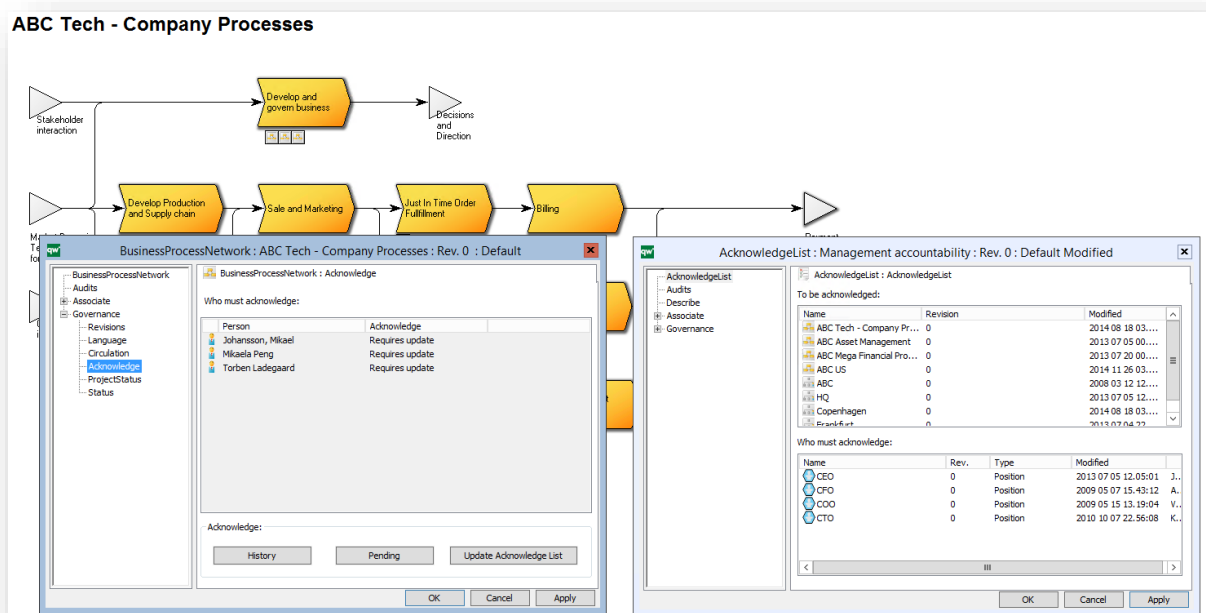 ABC Tech - Company Processes
Develop and
govern business
Stakeholder
interaction
Decisions
and
Direction
Develop Production
and Supply chain
Sale and Marketing
Just In Time Order
Fullfillment
Billing
qw BusinessProcessNetwork : ABC Tech - Company Processes : Rev. 0 : Default
BusinessProcessNetwork
Audits
Associate
Governance
Revisions
Language
Circulation
Acknowledge
ProjectStatus
Status
BusinessProcessNetwork : Acknowledge
Who must acknowledge:
Person Acknowledge
Johansson, Mikael Requires update
Mikaela Peng Requires update
Torben Ladegaard Requires update
Acknowledge:
History Pending Update Acknowledge List
OK Cancel Apply
qw AcknowledgeList : Management accountability : Rev. 0 : Default Modified
AcknowledgeList
Audits
Describe
Associate
Governance
AcknowledgeList : AcknowledgeList
To be acknowledged:
Name Revision Modified
ABC Tech - Company Pr... 0 2014 08 18 03....
ABC Asset Management 0 2013 07 05 00....
ABC Mega Financial Pro... 0 2013 07 20 00....
ABC US 0 2014 11 26 03....
ABC 0 2008 03 12 12....
HQ 0 2013 07 05 12....
Copenhagen 0 2014 08 18 03....
Frankfurt 0 2013 07 04 22
Who must acknowledge:
Name Rev. Type Modified
CEO 0 Position 2013 07 05 12.05:01 J..
CFO 0 Position 2009 05 07 15.43:12 A.
COO 0 Position 2009 05 15 13.19:04 V..
CTO 0 Position 2010 10 07 22.56:08 K..
OK Cancel Apply